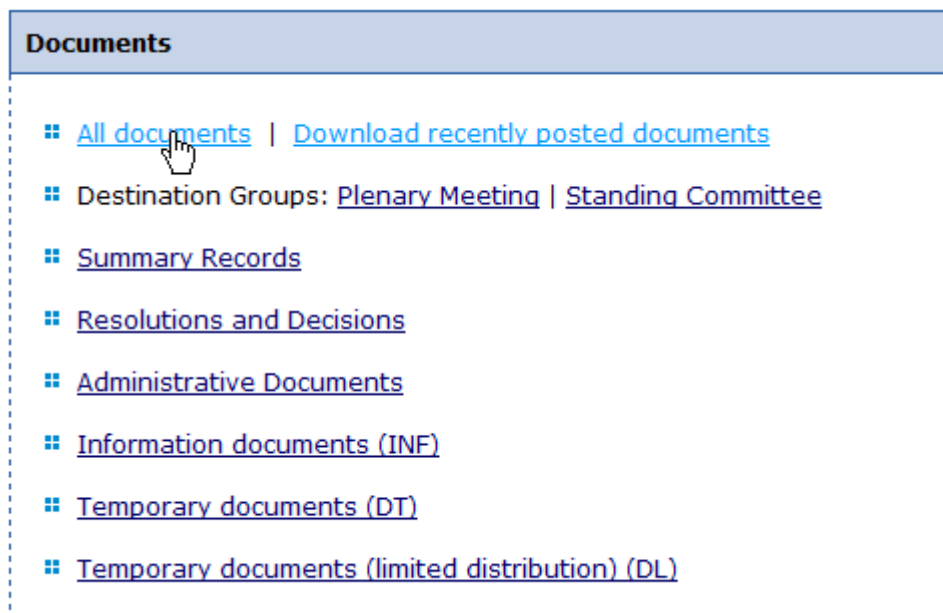 Documents
All documents | Download recently posted documents
Destination Groups: Plenary Meeting | Standing Committee
Summary Records
Resolutions and Decisions
Administrative Documents
Information documents (INF)
Temporary documents (DT)
Temporary documents (limited distribution) (DL)